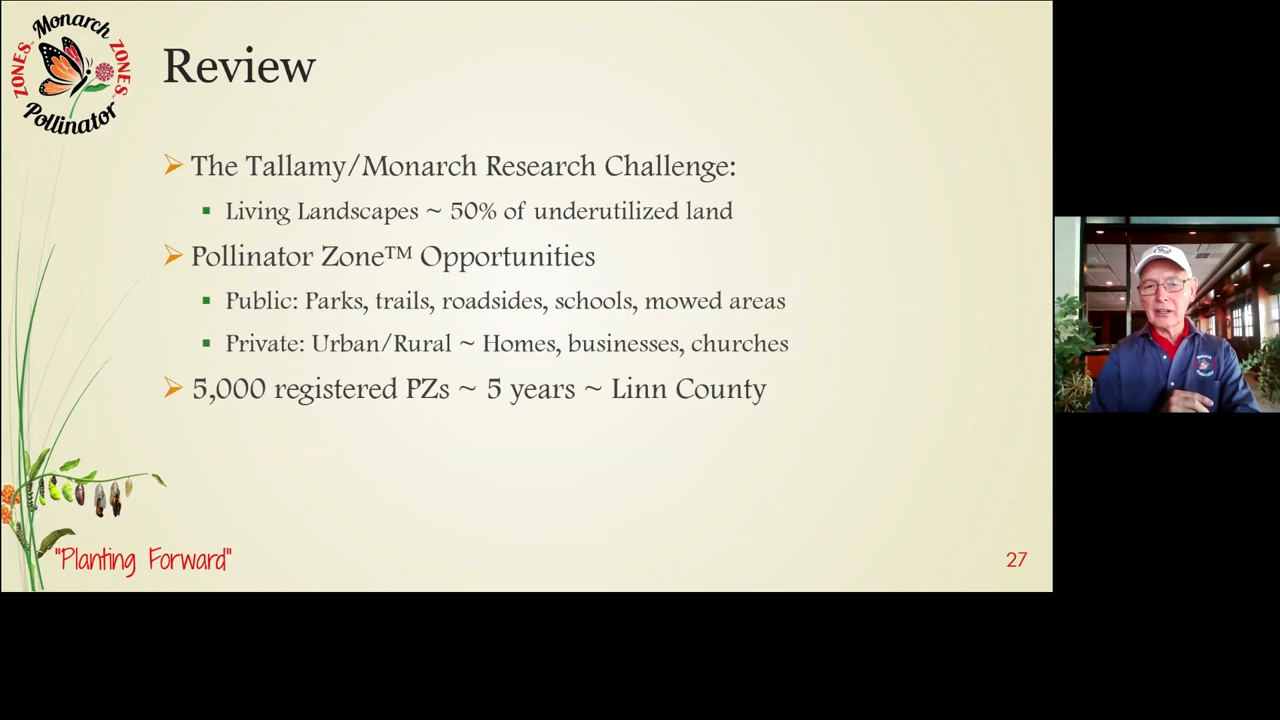 Monarch
ZONES
ZONES
Pollinator
Review
The Tallamy/Monarch Research Challenge:
Living Landscapes ~ 50% of underutilized land
Pollinator Zone™ Opportunities
Public: Parks, trails, roadsides, schools, mowed areas
Private: Urban/Rural ~ Homes, businesses, churches
5,000 registered PZs ~ 5 years ~ Linn County
"Planting Forward"
27